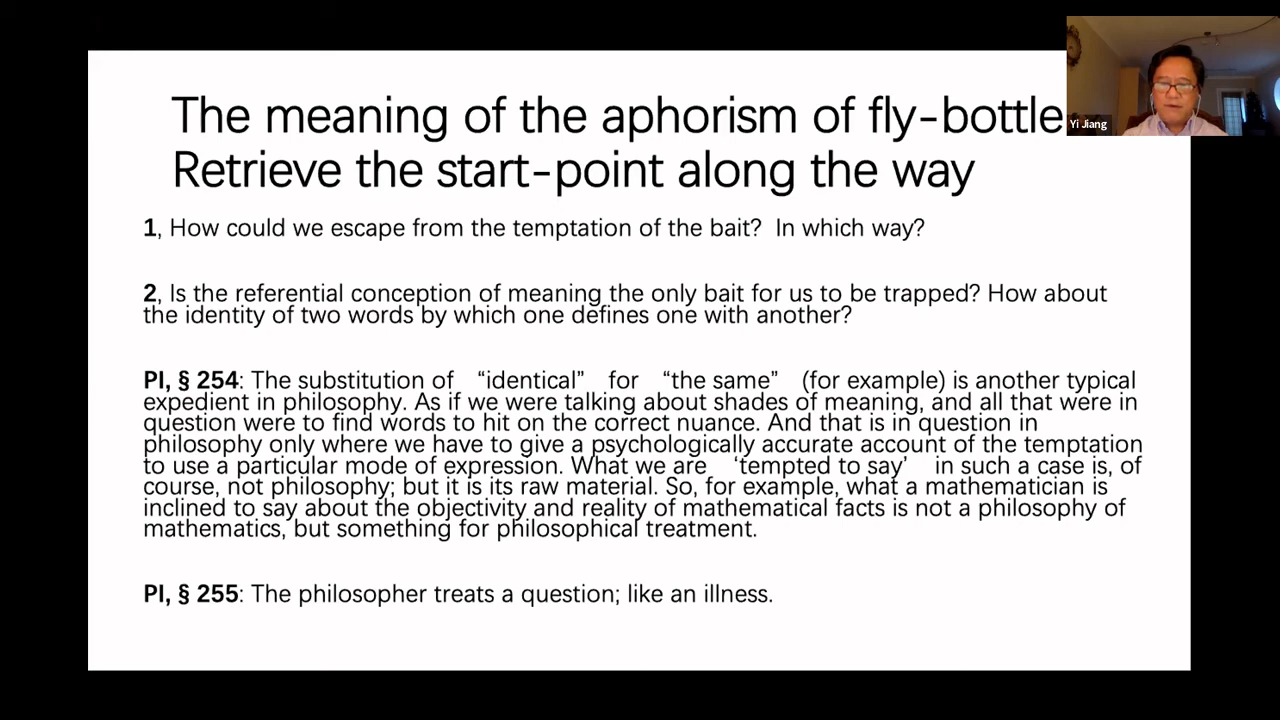 The meaning of the aphorism of fly-bottle
Retrieve the start-point along the way
Yi Jiang
1, How could we escape from the temptation of the bait? In which way?
2, Is the referential conception of meaning the only bait for us to be trapped? How about
the identity of two words by which one defines one with another?
PI, § 254: The substitution of “identical” for “the same” (for example) is another typical
expedient in philosophy. As if we were talking about shades of meaning, and all that were in
question were to find words to hit on the correct nuance. And that is in question in
philosophy only where we have to give a psychologically accurate account of the temptation
to use a particular mode of expression. What we are ‘tempted to say’ in such a case is, of
course, not philosophy; but it is its raw material. So, for example, what a mathematician is
inclined to say about the objectivity and reality of mathematical facts is not a philosophy of
mathematics, but something for philosophical treatment.
PI, § 255: The philosopher treats a question; like an illness.